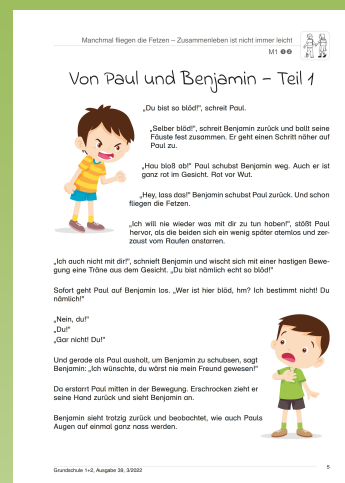 Manchmal fliegen die Fetzen – Zusammenleben ist nicht immer leicht
M1 ❶❷
Von Paul und Benjamin – Teil 1
„Du bist so blöd!“, schreit Paul.
„Selber blöd!“, schreit Benjamin zurück und ballt seine
Fäuste fest zusammen. Er geht einen Schritt näher auf
Paul zu.
„Hau bloß ab!“ Paul schubst Benjamin weg. Auch er ist
ganz rot im Gesicht. Rot vor Wut.
„Hey, lass das!“ Benjamin schubst Paul zurück. Und schon
fliegen die Fetzen.
„Ich will nie wieder was mit dir zu tun haben!“, stößt Paul
hervor, als die beiden sich ein wenig später atemlos und zer-
zaust vom Raufen anstarren.
„Ich auch nicht mit dir!“, schnieft Benjamin und wischt sich mit einer hastigen Bewe-
gung eine Träne aus dem Gesicht. „Du bist nämlich echt so blöd!“
Sofort geht Paul auf Benjamin los. „Wer ist hier blöd, hm? Ich bestimmt nicht! Du
nämlich!“
„Nein, du!“
„Du!“
„Gar nicht! Du!“
Und gerade als Paul ausholt, um Benjamin zu schubsen, sagt
Benjamin: „Ich wünschte, du wärst nie mein Freund gewesen!“
Da erstarrt Paul mitten in der Bewegung. Erschrocken zieht er
seine Hand zurück und sieht Benjamin an.
Benjamin sieht trotzig zurück und beobachtet, wie auch Pauls
Augen auf einmal ganz nass werden.
Grundschule 1+2, Ausgabe 39, 3/2022
5